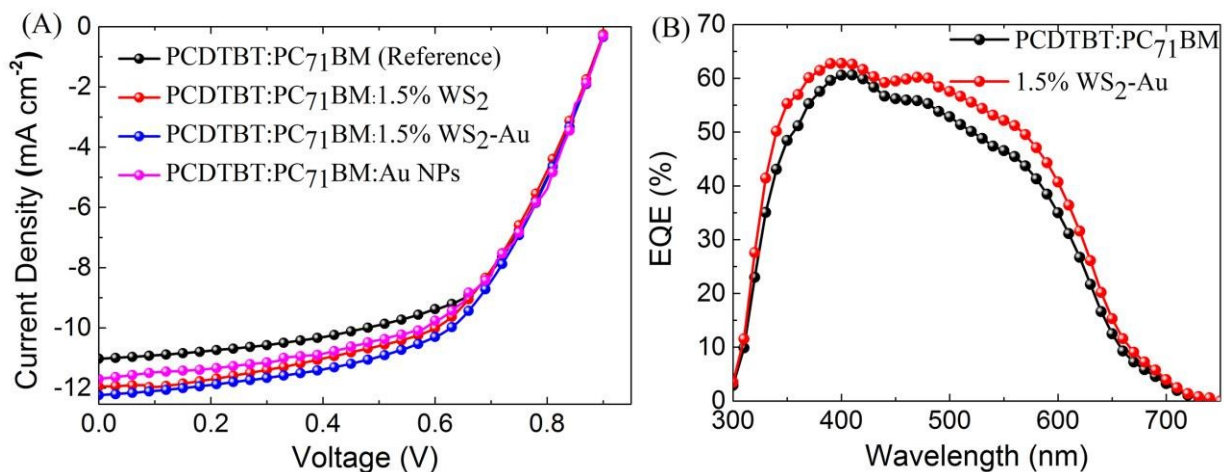 (A)
0
-2
-4
-6
-8
-10
-12
Current Density (mA cm⁻²)
PCDTBT:PC₇₁BM (Reference)
PCDTBT:PC₇₁BM:1.5% WS₂
PCDTBT:PC₇₁BM:1.5% WS₂-Au
PCDTBT:PC₇₁BM:Au NPs
0.0 0.2 0.4 0.6 0.8
Voltage (V)
(B)
70
60
50
40
30
20
10
0
EQE (%)
PCDTBT:PC₇₁BM
1.5% WS₂-Au
300 400 500 600 700
Wavelength (nm)